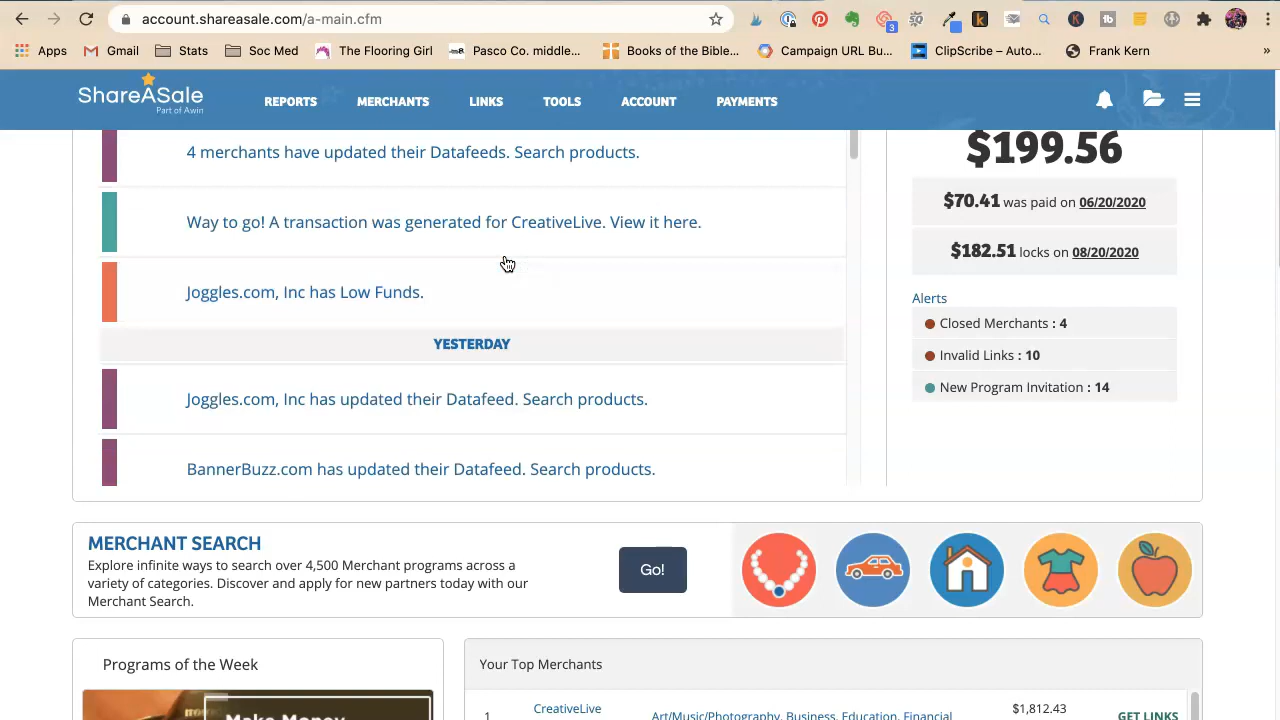 account.shareasale.com/a-main.cfm
3
Apps
Gmail
Stats
Soc Med
The Flooring Girl
Pasco Co. middle...
Books of the Bible...
Campaign URL Bu...
ClipScribe – Auto...
Frank Kern
»
ShareASale
Part of Awin
REPORTS
MERCHANTS
LINKS
TOOLS
ACCOUNT
PAYMENTS
4 merchants have updated their Datafeeds. Search products.
Way to go! A transaction was generated for CreativeLive. View it here.
Joggles.com, Inc has Low Funds.
YESTERDAY
Joggles.com, Inc has updated their Datafeed. Search products.
BannerBuzz.com has updated their Datafeed. Search products.
$199.56
$70.41 was paid on 06/20/2020
$182.51 locks on 08/20/2020
Alerts
Closed Merchants : 4
Invalid Links : 10
New Program Invitation : 14
MERCHANT SEARCH
Explore infinite ways to search over 4,500 Merchant programs across a
variety of categories. Discover and apply for new partners today with our
Merchant Search.
Go!
Programs of the Week
Make Money
Your Top Merchants
1
CreativeLive
Art/Music/Photography, Business, Education, Financial
$1,812.43
GET LINKS